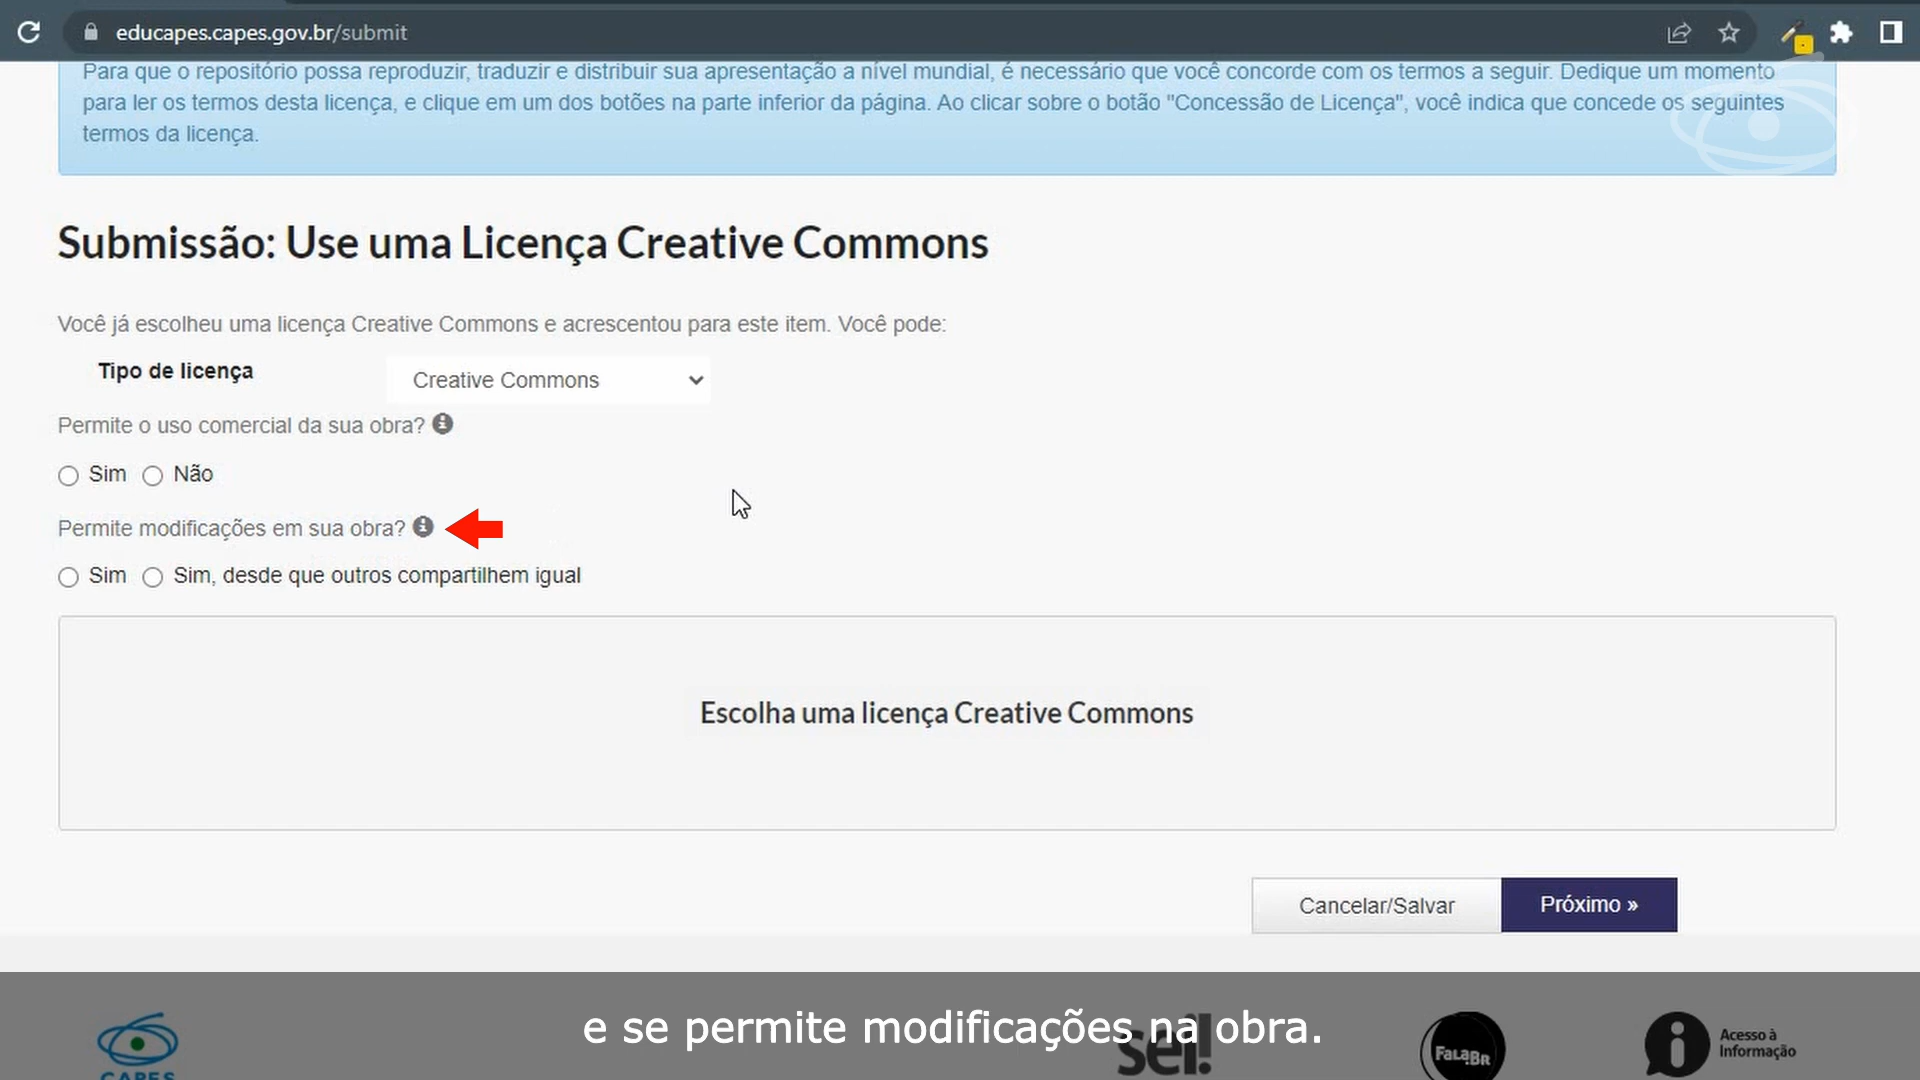 educapes.capes.gov.br/submit
Para que o repositório possa reproduzir, traduzir e distribuir sua apresentação a nível mundial, é necessário que você concorde com os termos a seguir. Dedique um momento
para ler os termos desta licença, e clique em um dos botões na parte inferior da página. Ao clicar sobre o botão "Concessão de Licença", você indica que concede os seguintes
termos da licença.
Submissão: Use uma Licença Creative Commons
Você já escolheu uma licença Creative Commons e acrescentou para este item. Você pode:
Tipo de licença
Creative Commons
Permite o uso comercial da sua obra?
Sim Não
Permite modificações em sua obra?
Sim Sim, desde que outros compartilhem igual
Escolha uma licença Creative Commons
Cancelar/Salvar
Próximo »
e se permite modificações na obra.
CAPES
sei!
FALA.BR
Acesso à
Informação